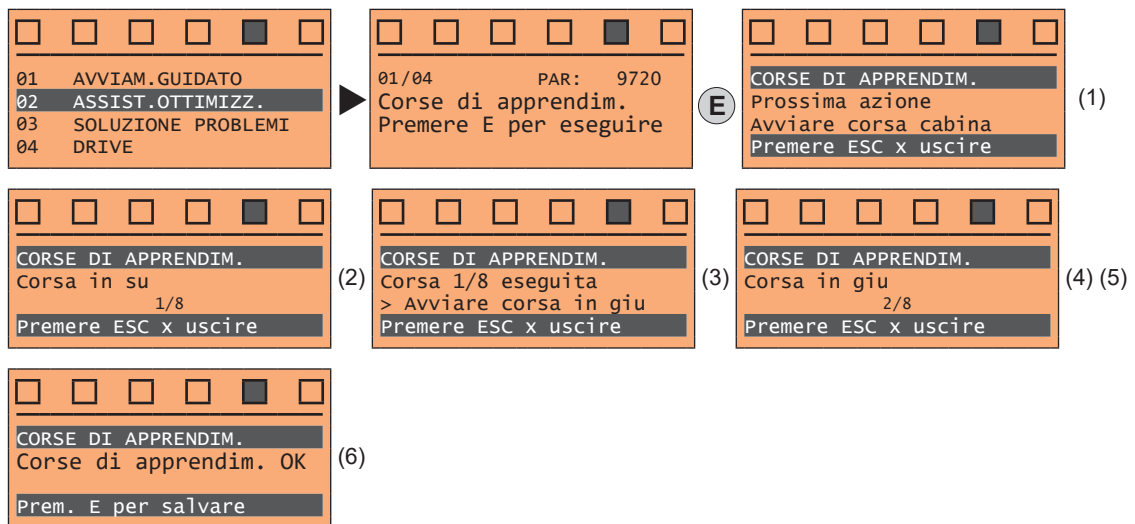 01 AVVIAM.GUIDATO
02 ASSIST.OTTIMIZZ.
03 SOLUZIONE PROBLEMI
04 DRIVE
01/04 PAR: 9720
Corse di apprendim.
Premere E per eseguire
E
CORSE DI APPRENDIM.
Prossima azione
Avviare corsa cabina
Premere ESC x uscire
(1)
CORSE DI APPRENDIM.
Corsa in su
1/8
Premere ESC x uscire
(2)
CORSE DI APPRENDIM.
Corsa 1/8 eseguita
> Avviare corsa in giu
Premere ESC x uscire
(3)
CORSE DI APPRENDIM.
Corsa in giu
2/8
Premere ESC x uscire
(4) (5)
CORSE DI APPRENDIM.
Corse di apprendim. OK
Prem. E per salvare
(6)